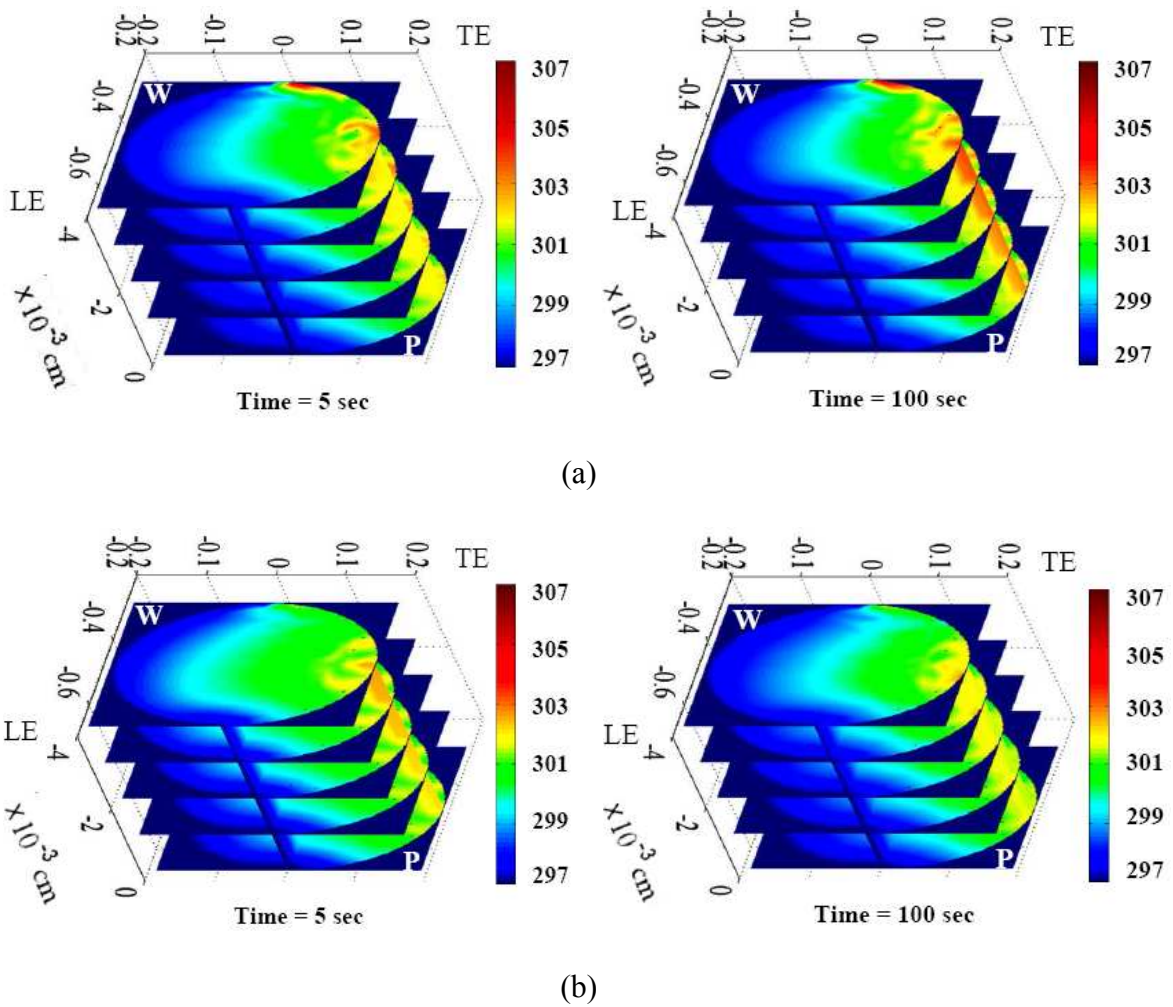 -0.2 -0.2 -0.1 0 0.1 0.2 TE
-0.4
-0.6
LE
-4
-2
0
×10⁻³ cm
W
P
307
305
303
301
299
297
Time = 5 sec
-0.2 -0.2 -0.1 0 0.1 0.2 TE
-0.4
-0.6
LE
-4
-2
0
×10⁻³ cm
W
P
307
305
303
301
299
297
Time = 100 sec
(a)
-0.2 -0.2 -0.1 0 0.1 0.2 TE
-0.4
-0.6
LE
-4
-2
0
×10⁻³ cm
W
P
307
305
303
301
299
297
Time = 5 sec
-0.2 -0.2 -0.1 0 0.1 0.2 TE
-0.4
-0.6
LE
-4
-2
0
×10⁻³ cm
W
P
307
305
303
301
299
297
Time = 100 sec
(b)